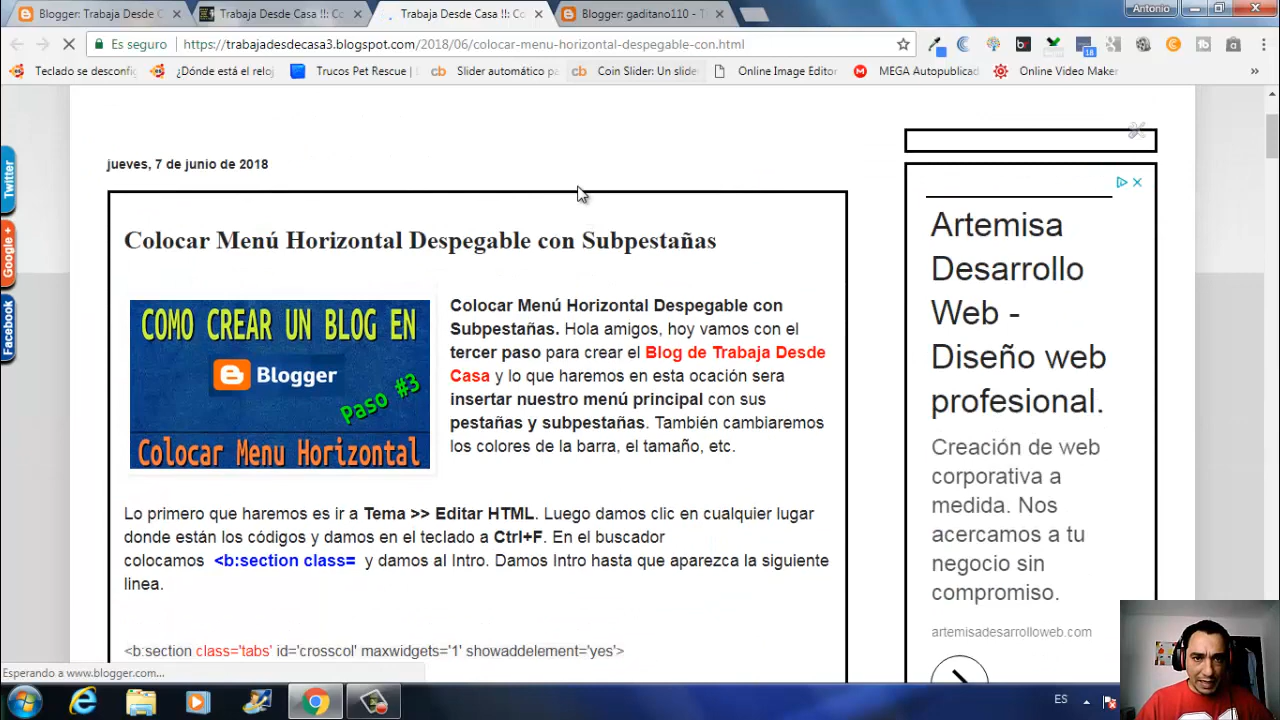 Blogger: Trabaja Desde C
Trabaja Desde Casa !!: Co
Trabaja Desde Casa !!: Co
Blogger: gaditano110 - T
Antonio
Es seguro
https://trabajadesdecasa3.blogspot.com/2018/06/colocar-menu-horizontal-despegable-con.html
18
Teclado se desconfig
¿Dónde está el reloj
Trucos Pet Rescue
Slider automático pa
Coin Slider: Un slide
Online Image Editor
MEGA Autopublicad
Online Video Maker
»
Twitter
Google +
Facebook
jueves, 7 de junio de 2018
Colocar Menú Horizontal Despegable con Subpestañas
COMO CREAR UN BLOG EN
Blogger
Paso #3
Colocar Menu Horizontal
Colocar Menú Horizontal Despegable con
Subpestañas. Hola amigos, hoy vamos con el
tercer paso para crear el Blog de Trabaja Desde
Casa y lo que haremos en esta ocación sera
insertar nuestro menú principal con sus
pestañas y subpestañas. También cambiaremos
los colores de la barra, el tamaño, etc.
Lo primero que haremos es ir a Tema >> Editar HTML. Luego damos clic en cualquier lugar
donde están los códigos y damos en el teclado a Ctrl+F. En el buscador
colocamos <b:section class= y damos al Intro. Damos Intro hasta que aparezca la siguiente
linea.
<b:section class='tabs' id='crosscol' maxwidgets='1' showaddelement='yes'>
Artemisa
Desarrollo
Web -
Diseño web
profesional.
Creación de web
corporativa a
medida. Nos
acercamos a tu
negocio sin
compromiso.
artemisadesarrolloweb.com
Esperando a www.blogger.com...
ES